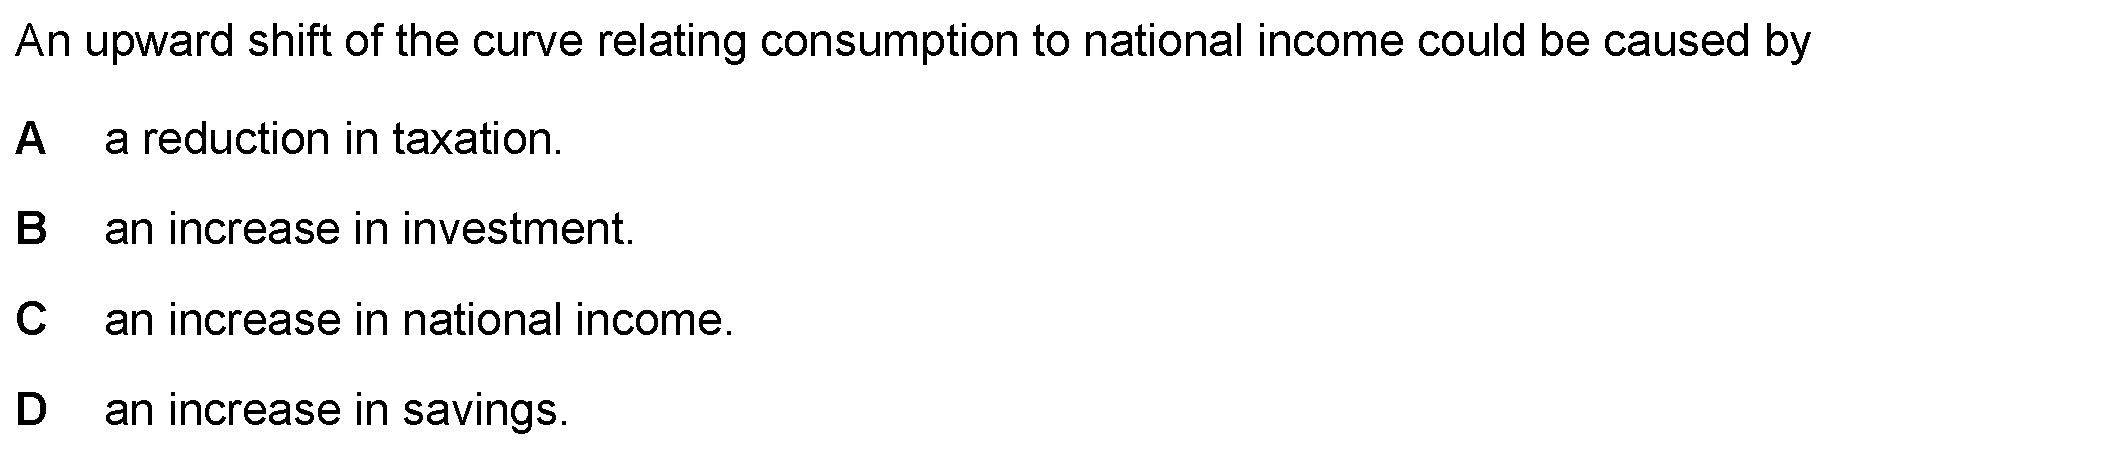 An upward shift of the curve relating consumption to national income could be caused by
A a reduction in taxation.
B an increase in investment.
C an increase in national income.
D an increase in savings.